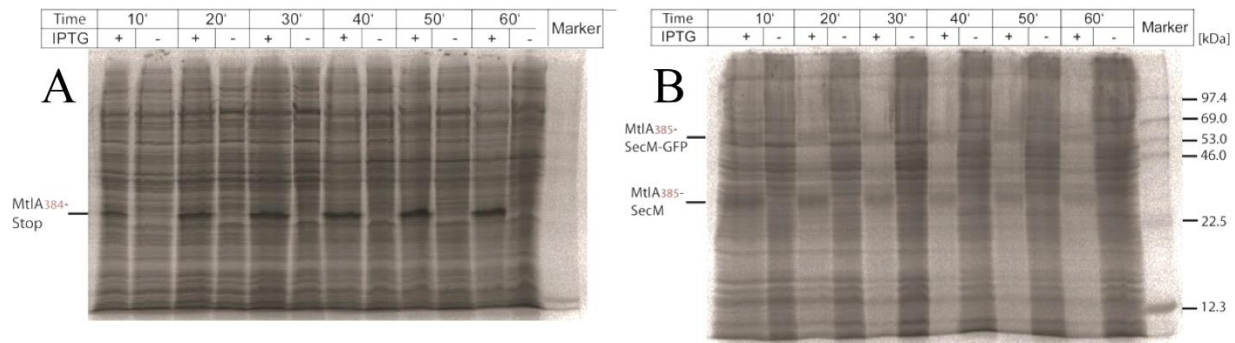 Time 10' 20' 30' 40' 50' 60' Marker
IPTG + - + - + - + - + - + -
A
MtlA384-
Stop
Time 10' 20' 30' 40' 50' 60' Marker
IPTG + - + - + - + - + - + - [kDa]
B
97.4
MtlA385-
SecM-GFP
69.0
53.0
46.0
MtlA385-
SecM
22.5
12.3